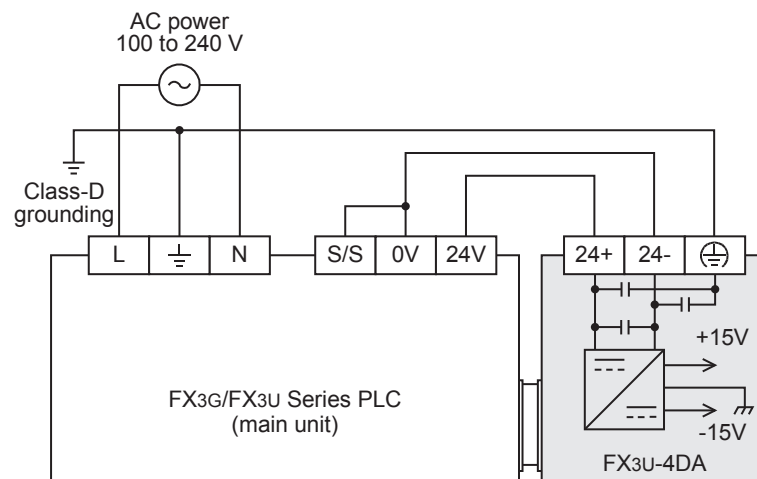 AC power
100 to 240 V
Class-D
grounding
L
N
S/S
0V
24V
24+
24-
+15V
-15V
FX3G/FX3U Series PLC
(main unit)
FX3U-4DA